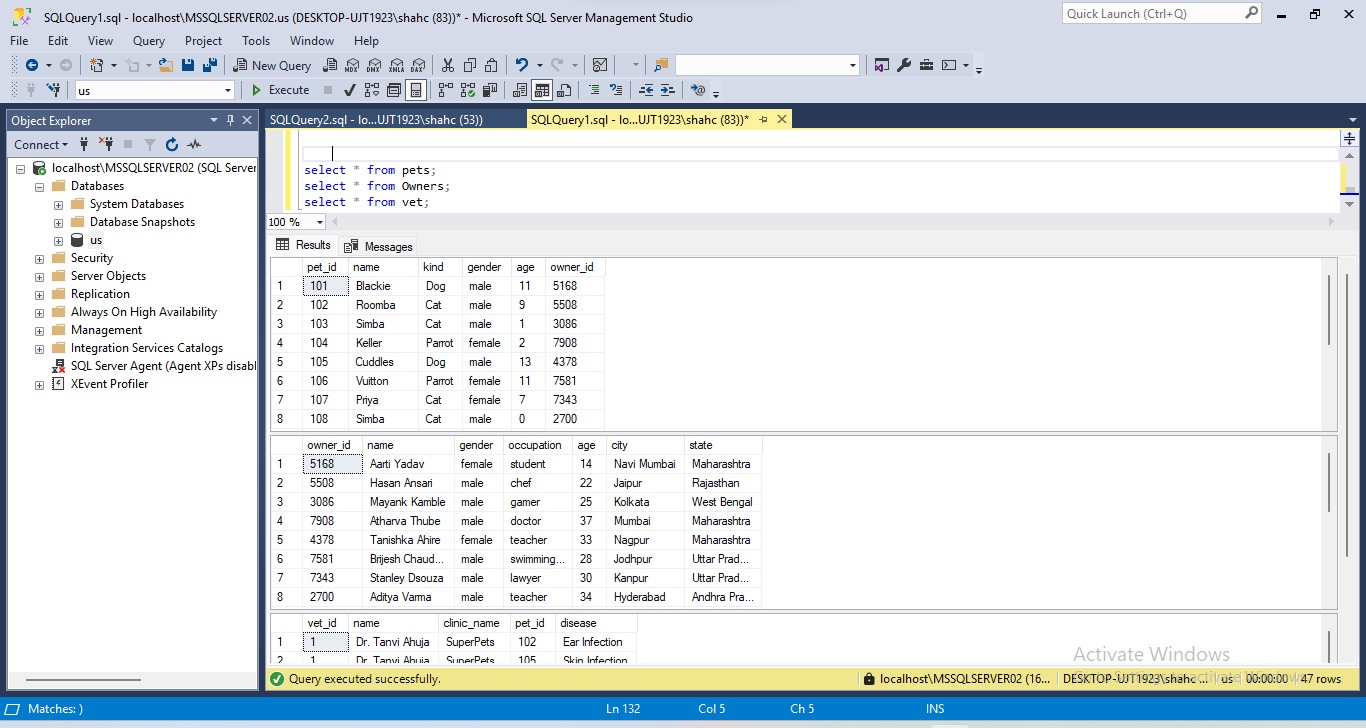 SQLQuery1.sql - localhost\MSSQLSERVER02.us (DESKTOP-UJT1923\shahc (83))* - Microsoft SQL Server Management Studio
Quick Launch (Ctrl+Q)
File Edit View Query Project Tools Window Help
New Query MDX DMX XMLA DAX
us Execute
Object Explorer
SQLQuery2.sql - lo...UJT1923\shahc (53))
SQLQuery1.sql - lo...UJT1923\shahc (83))*
Connect
localhost\MSSQLSERVER02 (SQL Server
Databases
System Databases
Database Snapshots
us
Security
Server Objects
Replication
Always On High Availability
Management
Integration Services Catalogs
SQL Server Agent (Agent XPs disabl
XEvent Profiler
select * from pets;
select * from Owners;
select * from vet;
100 %
Results Messages
pet_id name kind gender age owner_id
1 101 Blackie Dog male 11 5168
2 102 Roomba Cat male 9 5508
3 103 Simba Cat male 1 3086
4 104 Keller Parrot female 2 7908
5 105 Cuddles Dog male 13 4378
6 106 Vuitton Parrot female 11 7581
7 107 Priya Cat female 7 7343
8 108 Simba Cat male 0 2700
owner_id name gender occupation age city state
1 5168 Aarti Yadav female student 14 Navi Mumbai Maharashtra
2 5508 Hasan Ansari male chef 22 Jaipur Rajasthan
3 3086 Mayank Kamble male gamer 25 Kolkata West Bengal
4 7908 Atharva Thube male doctor 37 Mumbai Maharashtra
5 4378 Tanishka Ahire female teacher 33 Nagpur Maharashtra
6 7581 Brijesh Chaud... male swimming... 28 Jodhpur Uttar Prad...
7 7343 Stanley Dsouza male lawyer 30 Kanpur Uttar Prad...
8 2700 Aditya Varma male teacher 34 Hyderabad Andhra Pra...
vet_id name clinic_name pet_id disease
1 1 Dr. Tanvi Ahuja SuperPets 102 Ear Infection
2 1 Dr. Tanvi Ahuja SuperPets 105 Skin Infection
Activate Windows
Query executed successfully.
localhost\MSSQLSERVER02 (16... DESKTOP-UJT1923\shahc ... us 00:00:00 47 rows
Matches: ) Ln 132 Col 5 Ch 5 INS